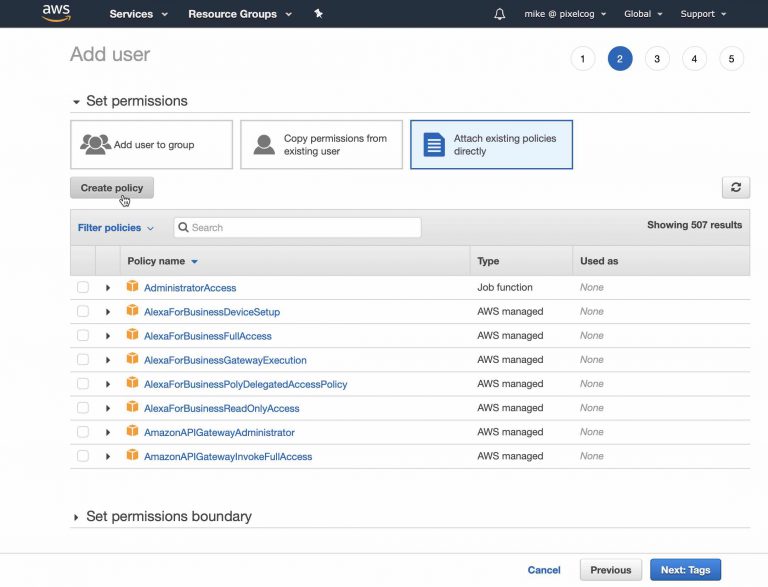 aws Services Resource Groups mike @ pixelcog Global Support
Add user
1 2 3 4 5
Set permissions
Add user to group
Copy permissions from
existing user
Attach existing policies
directly
Create policy
Filter policies Search Showing 507 results
Policy name Type Used as
AdministratorAccess Job function None
AlexaForBusinessDeviceSetup AWS managed None
AlexaForBusinessFullAccess AWS managed None
AlexaForBusinessGatewayExecution AWS managed None
AlexaForBusinessPolyDelegatedAccessPolicy AWS managed None
AlexaForBusinessReadOnlyAccess AWS managed None
AmazonAPIGatewayAdministrator AWS managed None
AmazonAPIGatewayInvokeFullAccess AWS managed None
Set permissions boundary
Cancel Previous Next: Tags